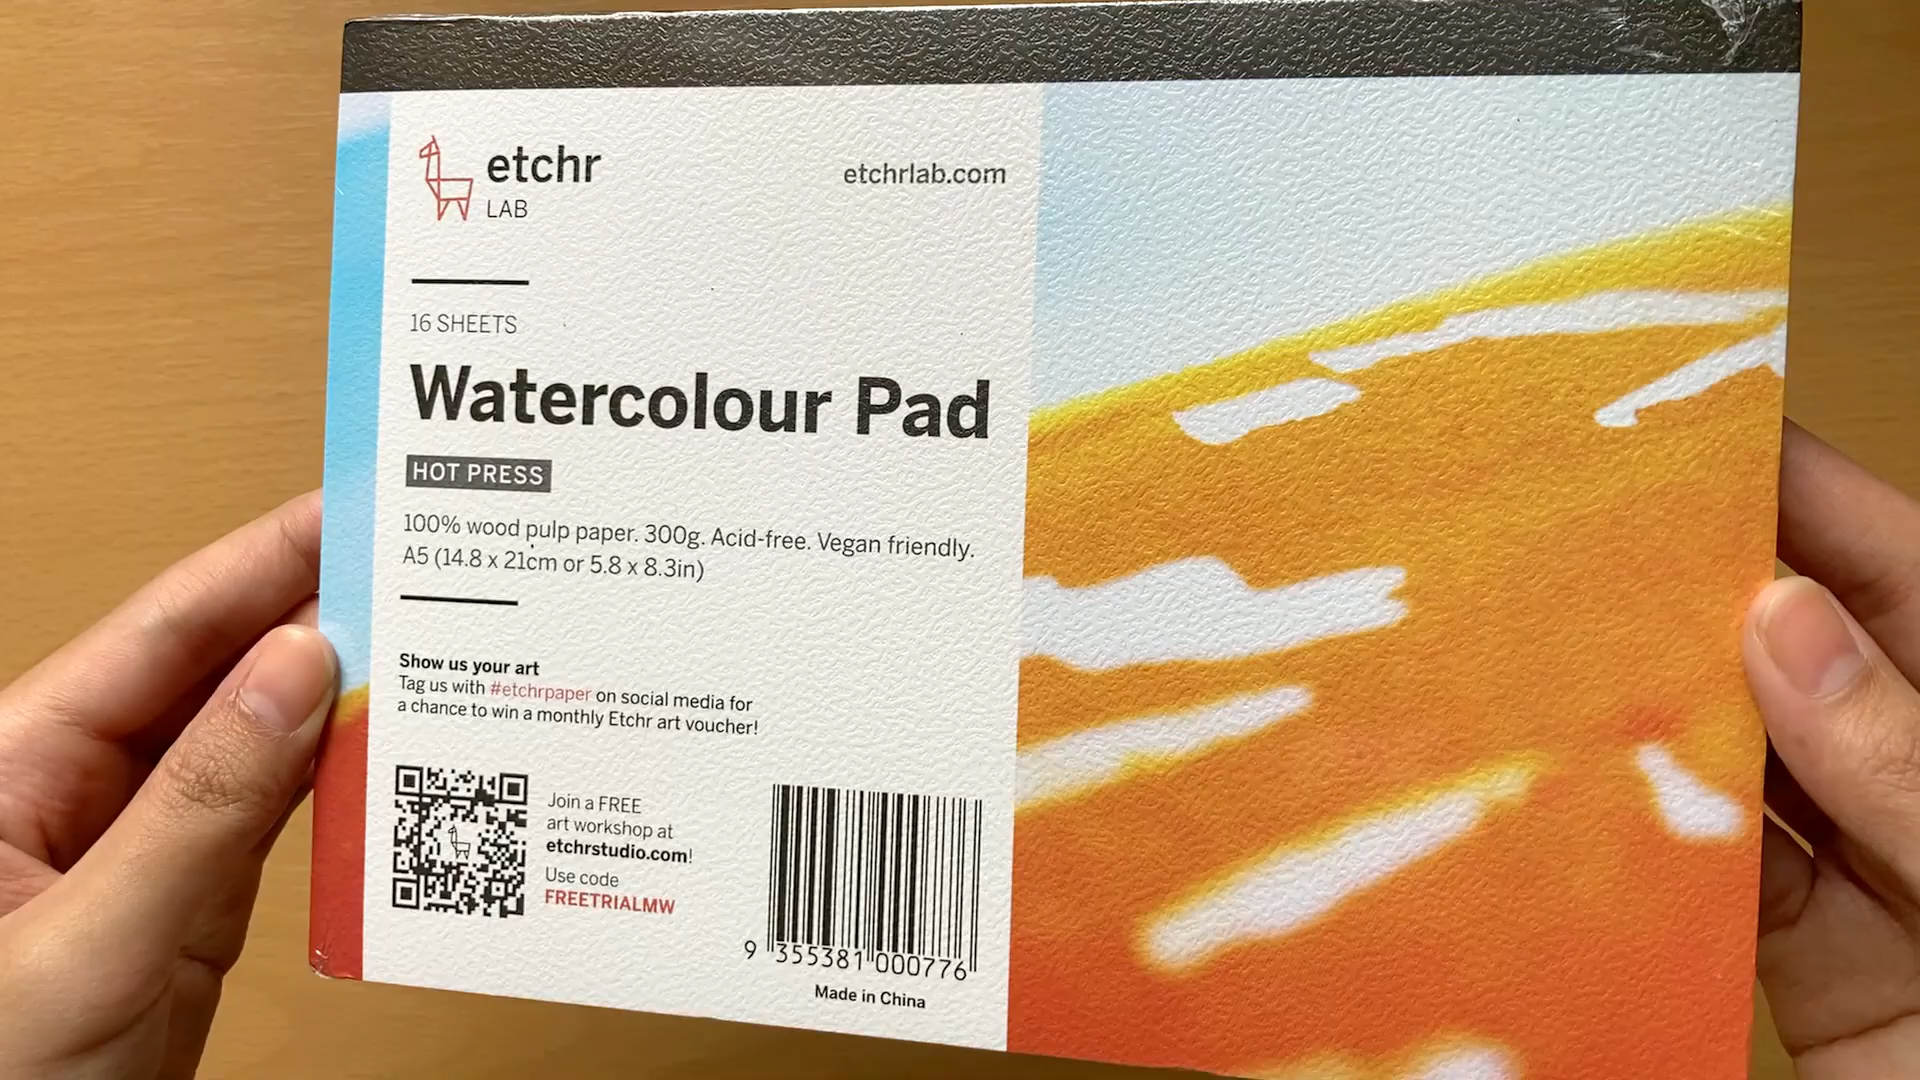 etchr
LAB
etchrlab.com
16 SHEETS
Watercolour Pad
HOT PRESS
100% wood pulp paper. 300g. Acid-free. Vegan friendly.
A5 (14.8 x 21cm or 5.8 x 8.3in)
Show us your art
Tag us with #etchrpaper on social media for
a chance to win a monthly Etchr art voucher!
Join a FREE
art workshop at
etchrstudio.com!
Use code
FREETRIALMW
9 355381 000776
Made in China